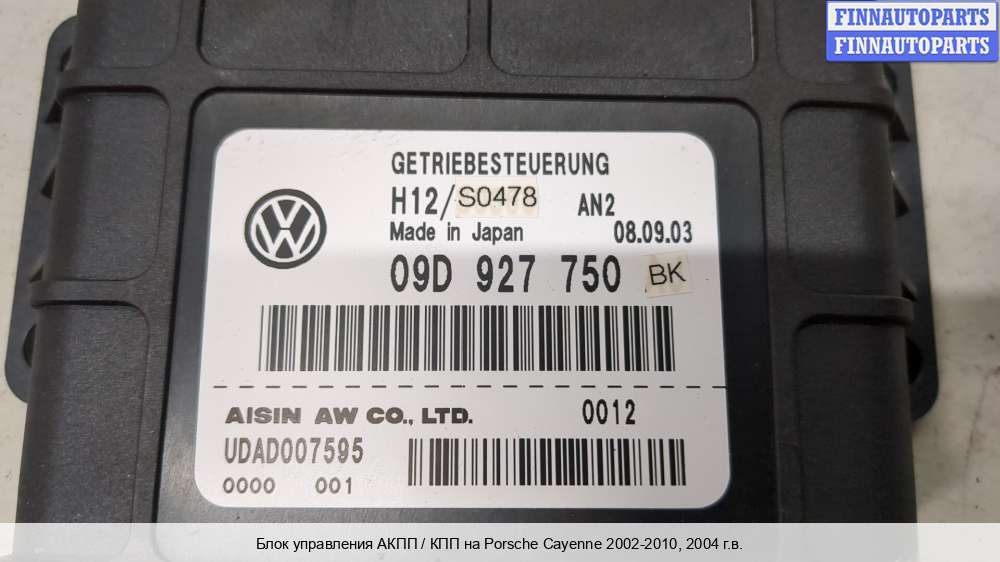 FINNAUTOPARTS
FINNAUTOPARTS
GETRIEBESTEUERUNG
H12/S0478 AN2
Made in Japan 08.09.03
09D 927 750 BK
AISIN AW CO., LTD. 0012
UDAD007595
0000 001
Блок управления АКПП / КПП на Porsche Cayenne 2002-2010, 2004 г.в.